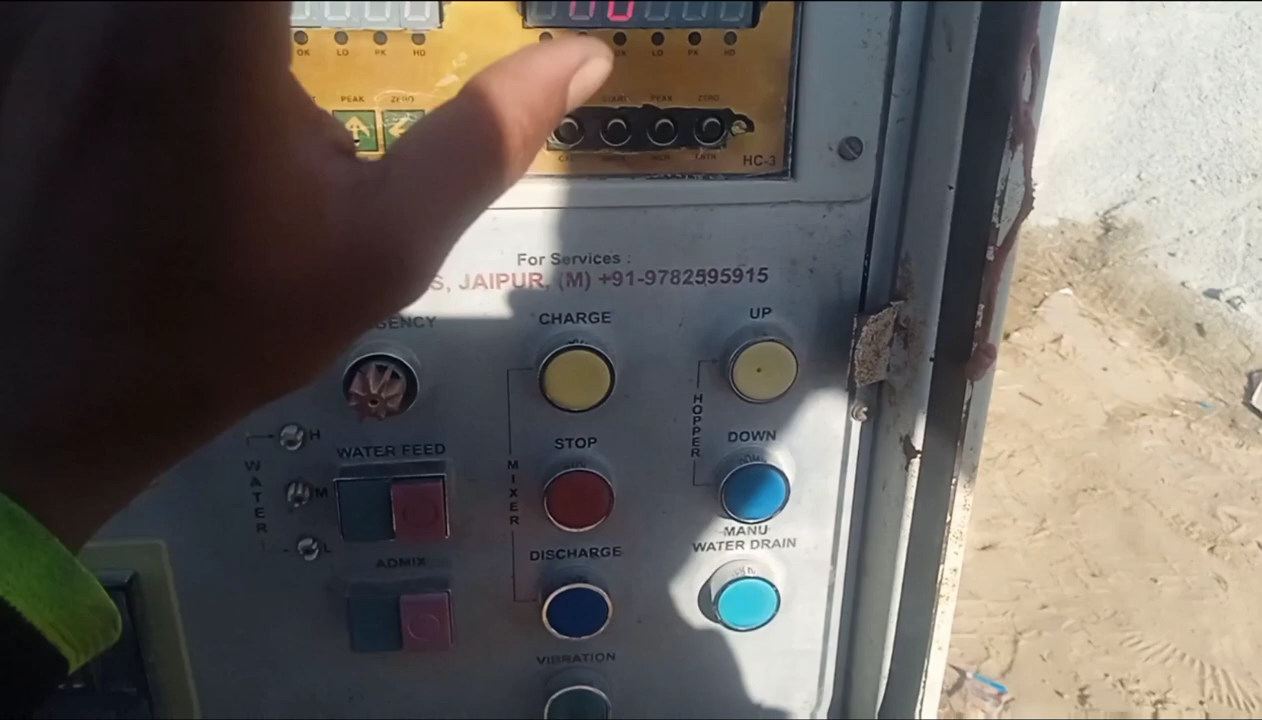 OK LO PK HD
LO PK HD
PEAK ZERO
PEAK ZERO
HC-3
For Services :
S, JAIPUR, (M) +91-9782595915
GENCY
CHARGE
UP
HOPPER
H
WATER FEED
STOP
DOWN
WATER
M
MIXER
MANU
WATER DRAIN
L
DISCHARGE
ADMIX
VIBRATION